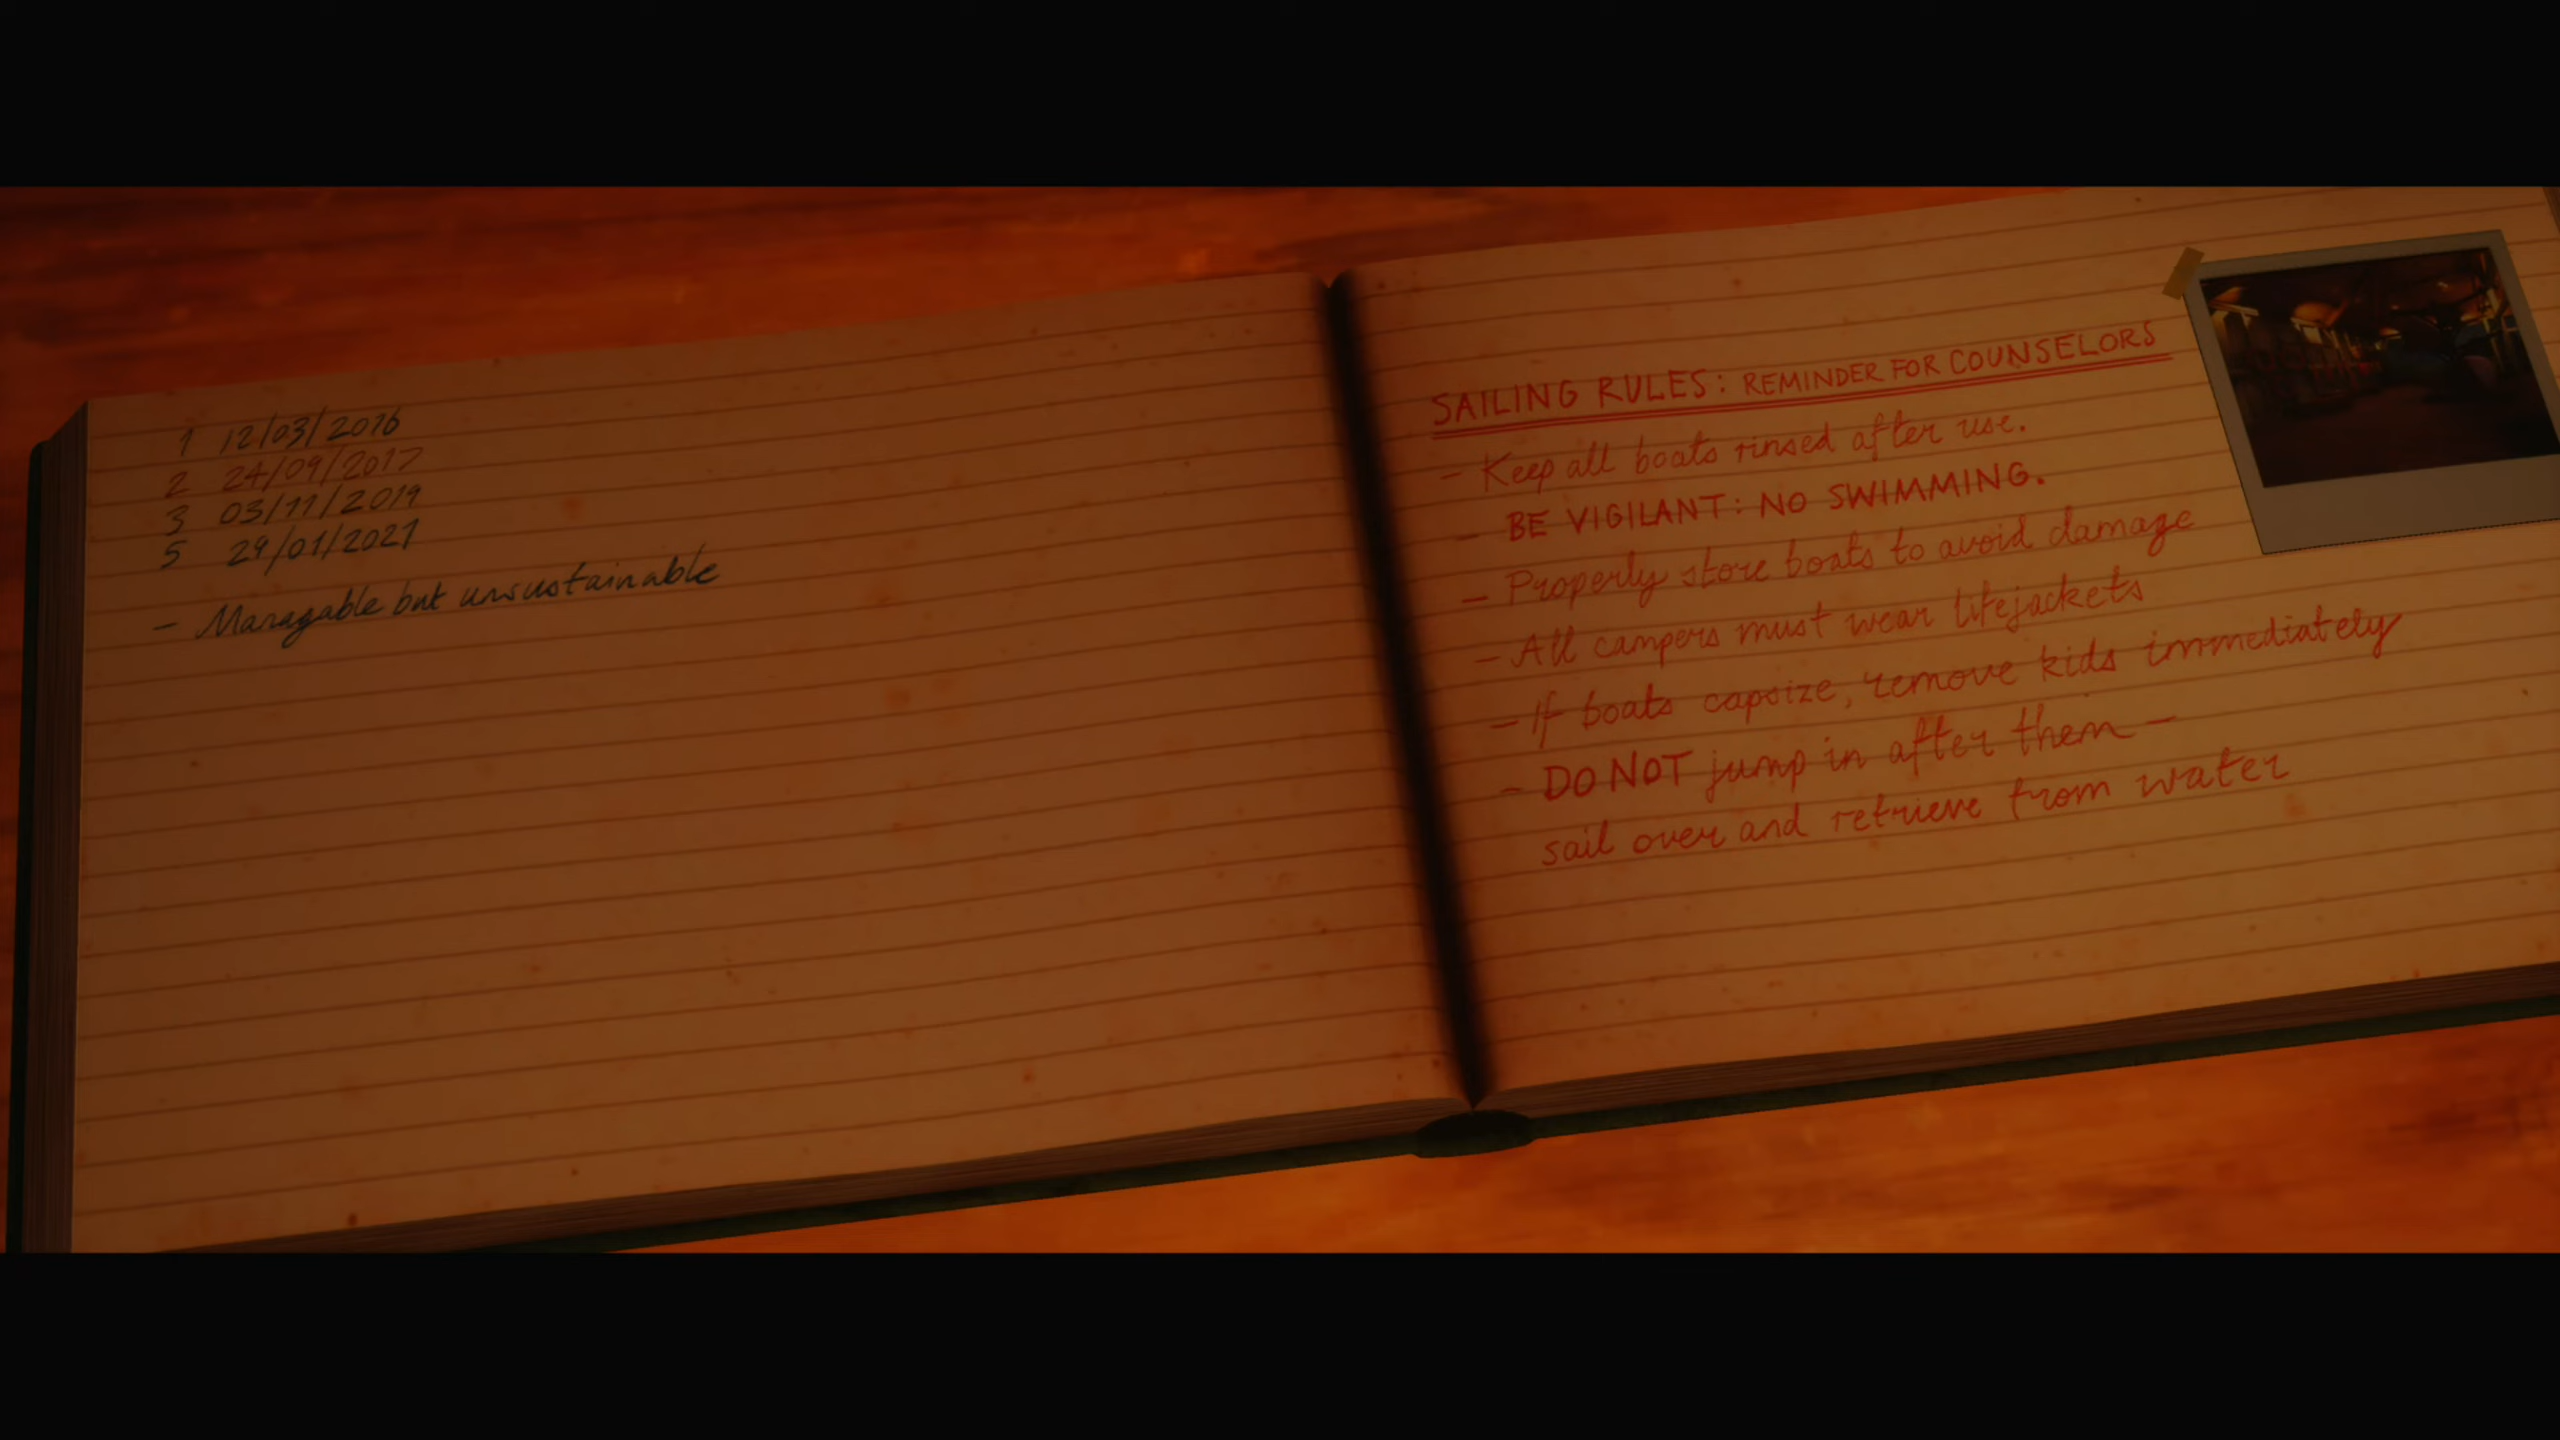 1 12/03/2016
2 24/09/2017
3 03/11/2019
5 29/01/2021
- Managable but unsustainable
SAILING RULES: REMINDER FOR COUNSELORS
- Keep all boats rinsed after use.
- BE VIGILANT: NO SWIMMING.
- Properly store boats to avoid damage
- All campers must wear lifejackets
- If boats capsize, remove kids immediately
- DO NOT jump in after them -
sail over and retrieve from water